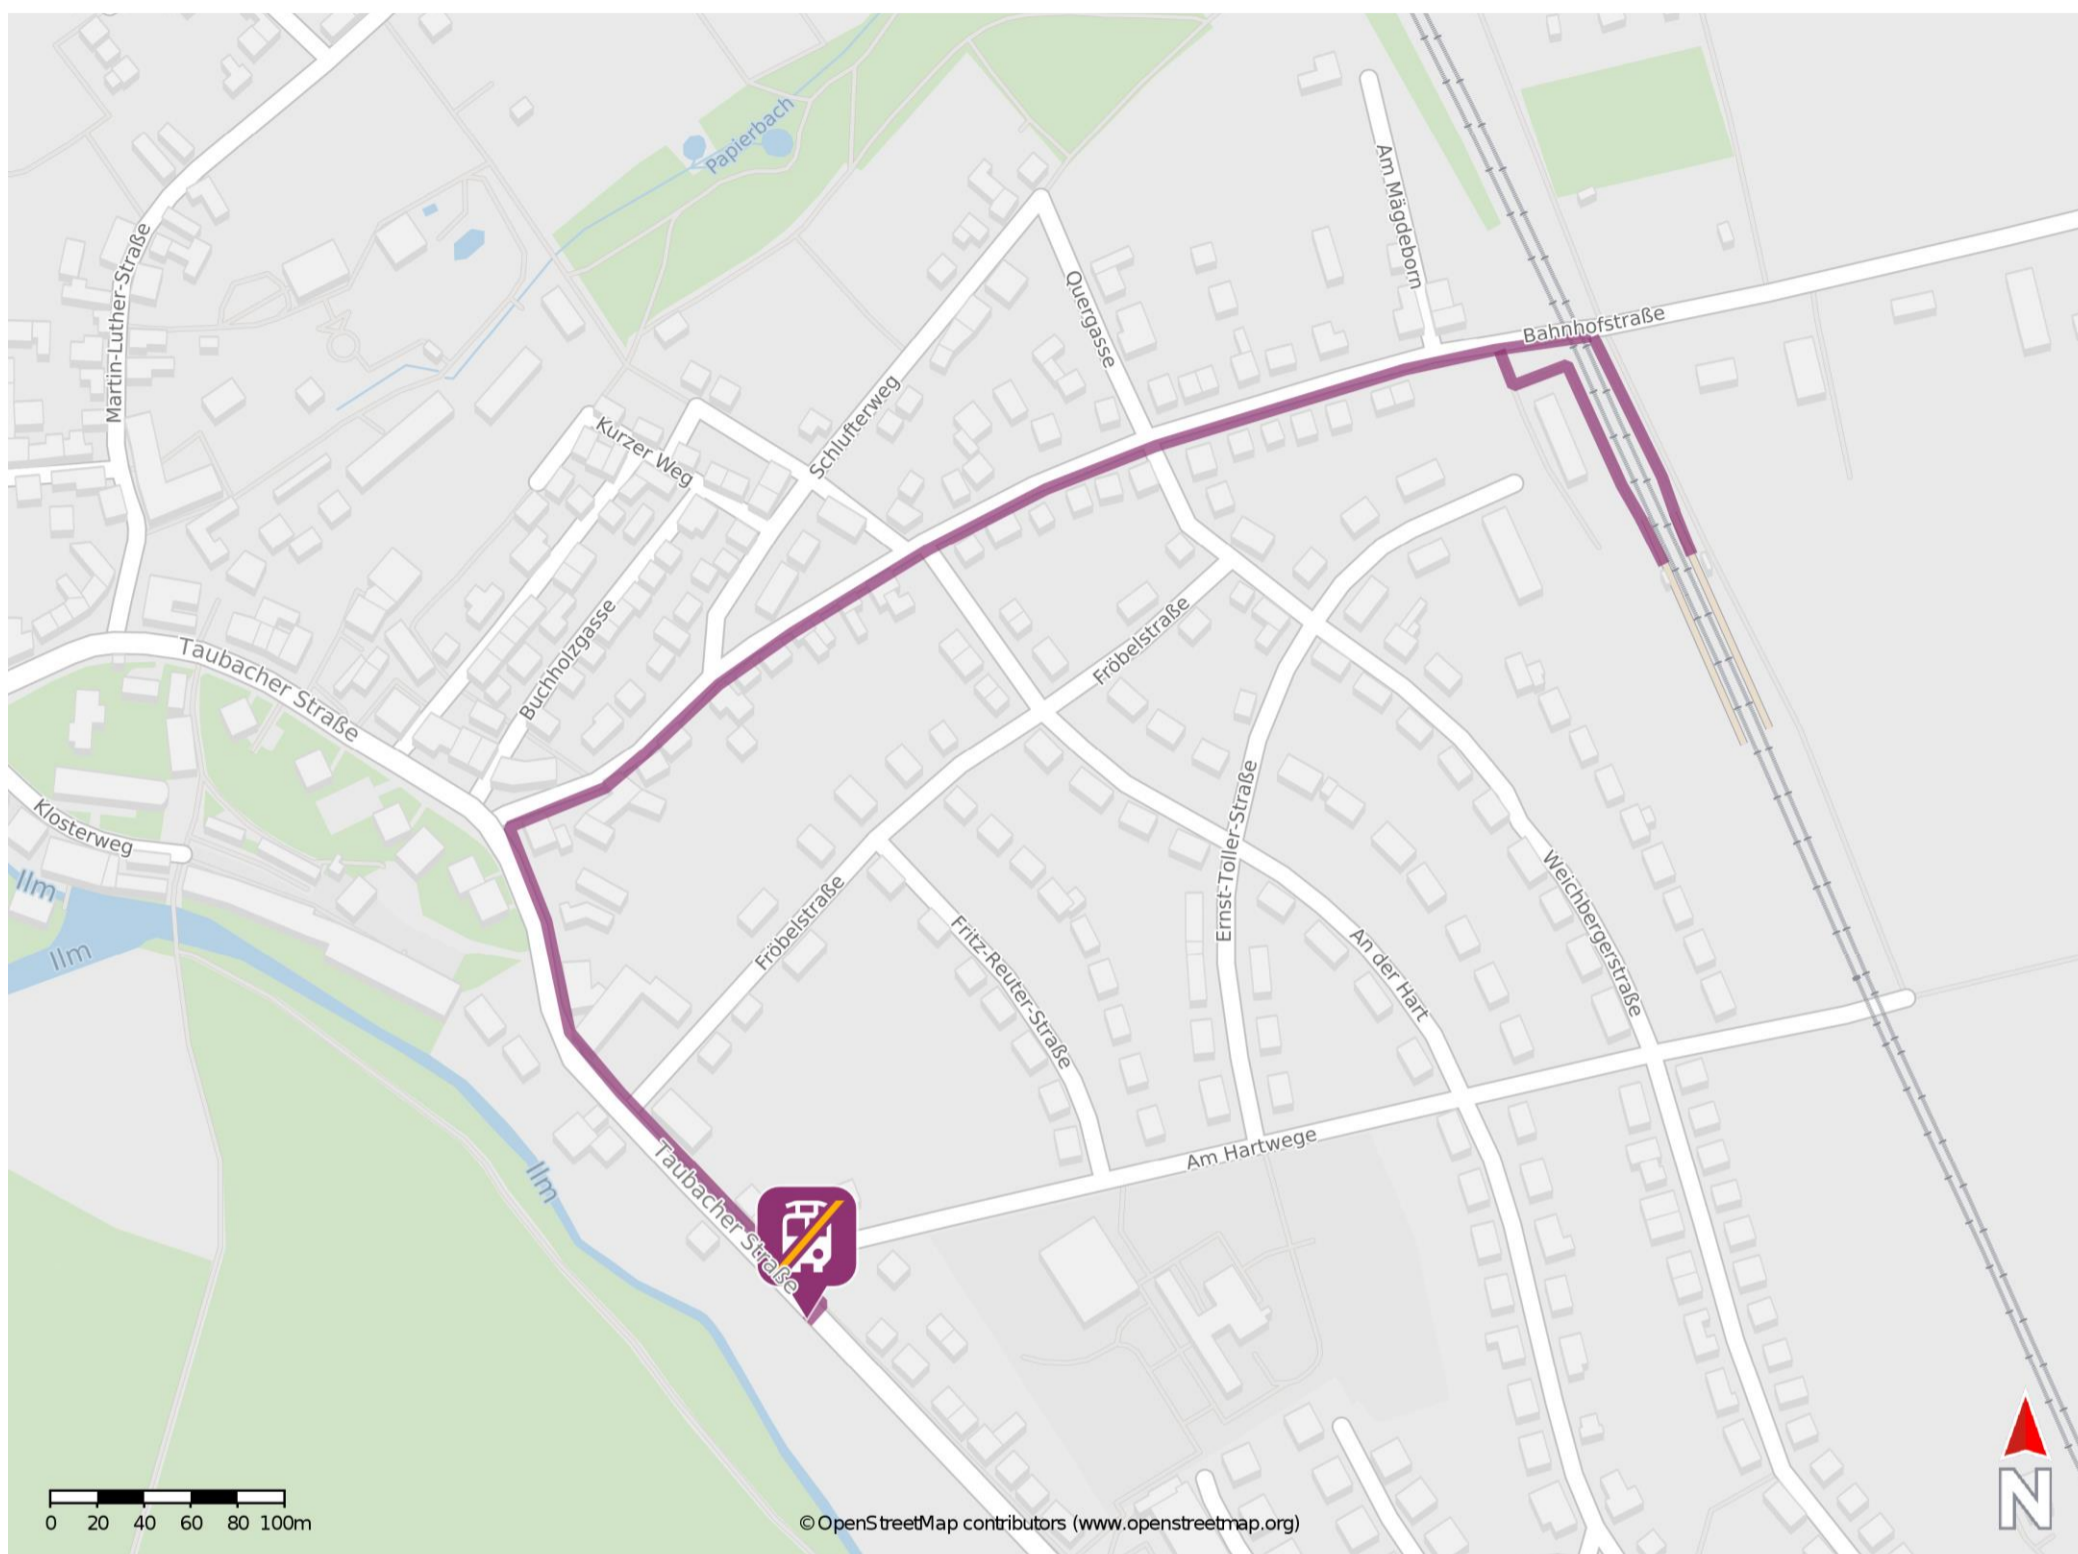 Papierbach
Am Mägdeborn
Martin-Luther-Straße
Quergasse
Bahnhofstraße
Schlufterweg
Kurzer Weg
Buchholzgasse
Fröbelstraße
Taubacher Straße
Ernst-Toller-Straße
Klosterweg
Weichbergerstraße
Ilm
Fröbelstraße
Fritz-Reuter-Straße
An der Hart
Ilm
Am Hartwege
Ilm
Taubacher Straße
N
0 20 40 60 80 100m
©OpenStreetMap contributors (www.openstreetmap.org)